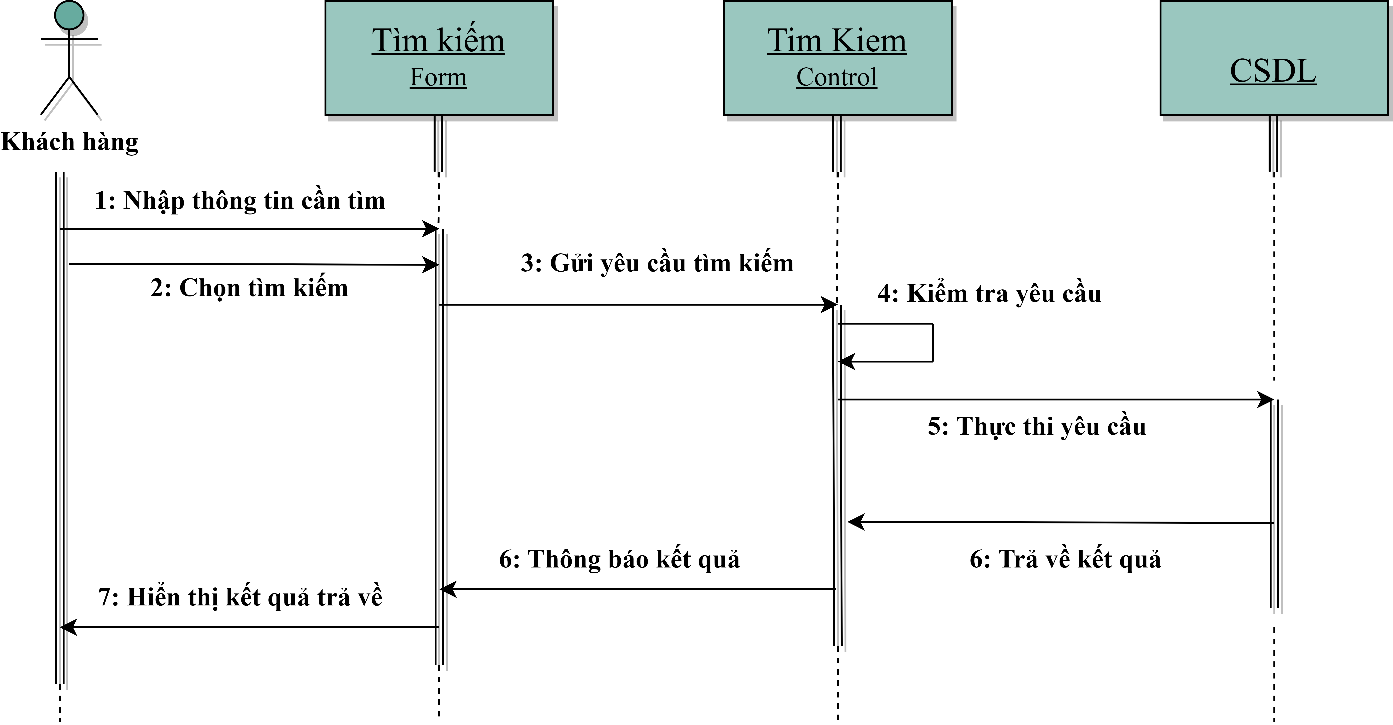 Tìm kiếm
Form
Tim Kiem
Control
CSDL
Khách hàng
1: Nhập thông tin cần tìm
2: Chọn tìm kiếm
3: Gửi yêu cầu tìm kiếm
4: Kiểm tra yêu cầu
5: Thực thi yêu cầu
6: Trả về kết quả
6: Thông báo kết quả
7: Hiển thị kết quả trả về